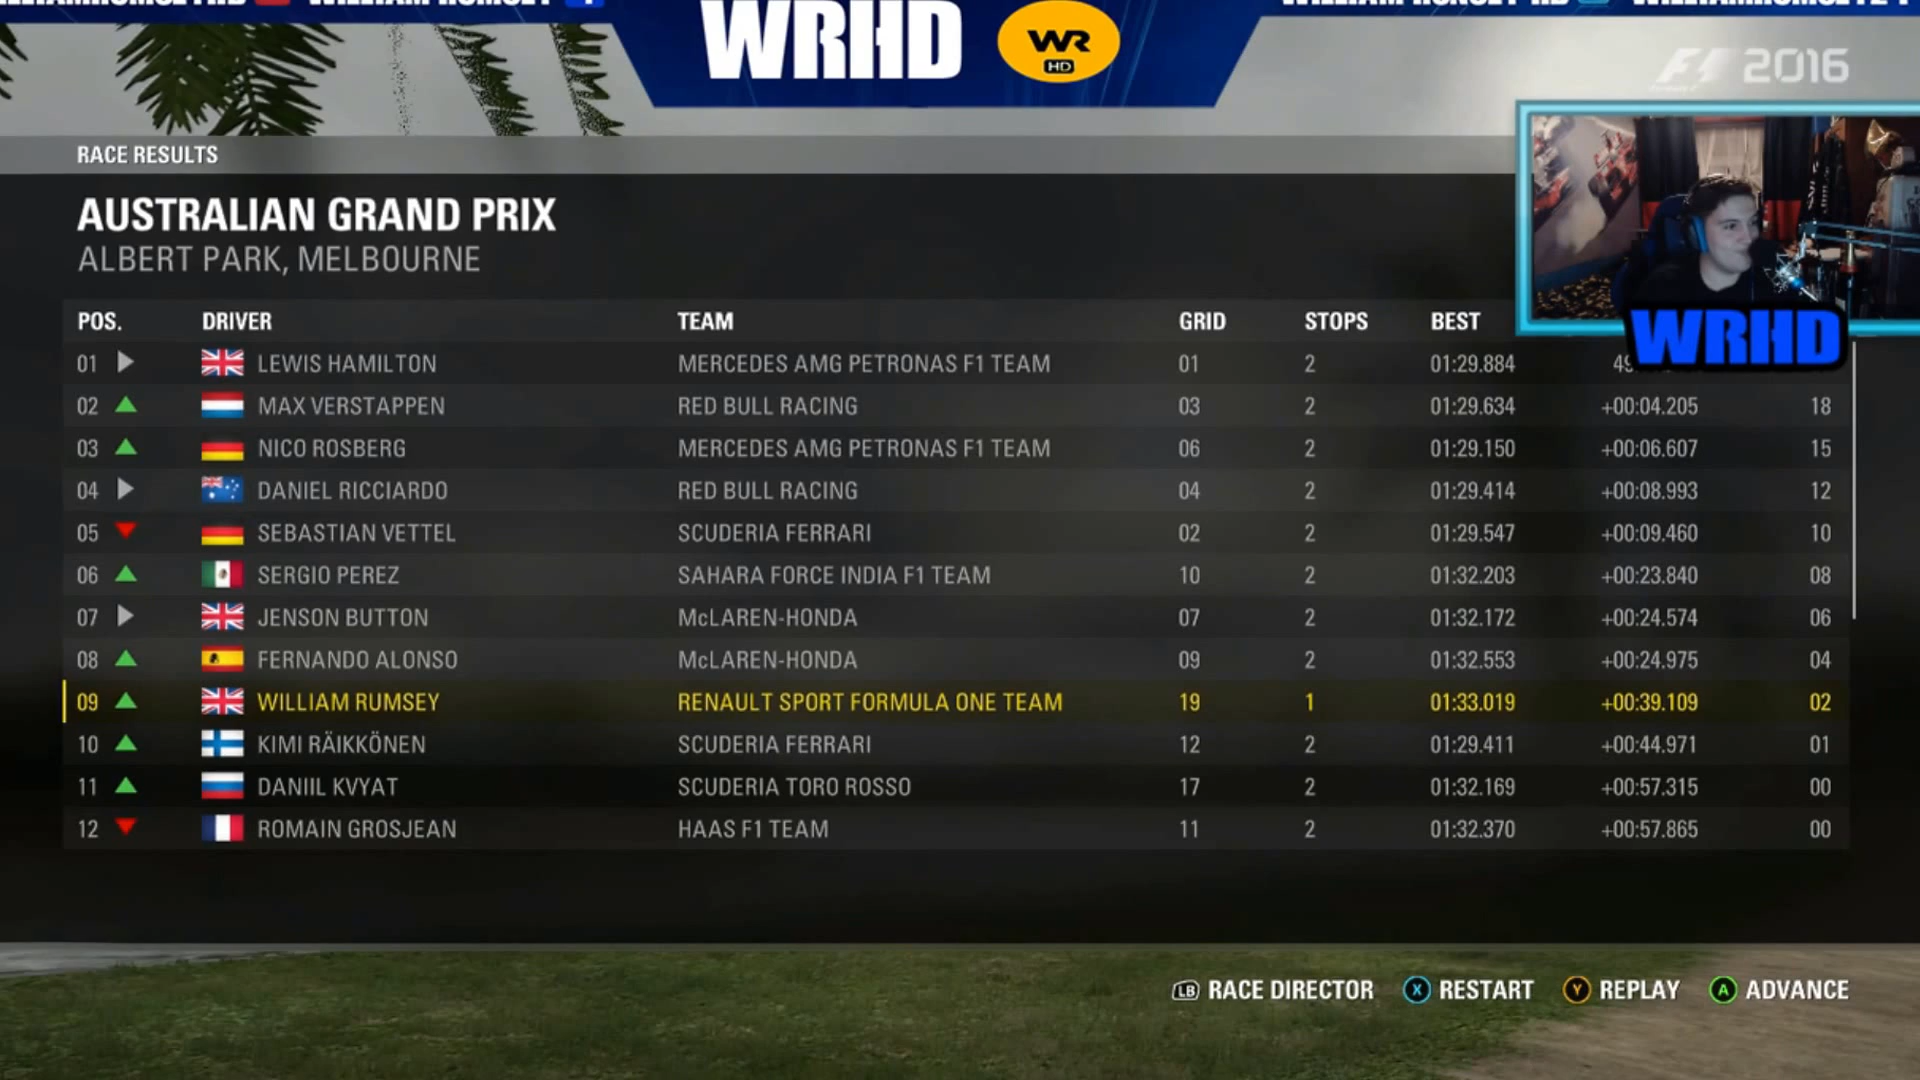 WRHD
WR
HD
F1 2016
RACE RESULTS
AUSTRALIAN GRAND PRIX
ALBERT PARK, MELBOURNE
POS. DRIVER TEAM GRID STOPS BEST
01 LEWIS HAMILTON MERCEDES AMG PETRONAS F1 TEAM 01 2 01:29.884
WRHD
02 MAX VERSTAPPEN RED BULL RACING 03 2 01:29.634 +00:04.205 18
03 NICO ROSBERG MERCEDES AMG PETRONAS F1 TEAM 06 2 01:29.150 +00:06.607 15
04 DANIEL RICCIARDO RED BULL RACING 04 2 01:29.414 +00:08.993 12
05 SEBASTIAN VETTEL SCUDERIA FERRARI 02 2 01:29.547 +00:09.460 10
06 SERGIO PEREZ SAHARA FORCE INDIA F1 TEAM 10 2 01:32.203 +00:23.840 08
07 JENSON BUTTON McLAREN-HONDA 07 2 01:32.172 +00:24.574 06
08 FERNANDO ALONSO McLAREN-HONDA 09 2 01:32.553 +00:24.975 04
09 WILLIAM RUMSEY RENAULT SPORT FORMULA ONE TEAM 19 1 01:33.019 +00:39.109 02
10 KIMI RÄIKKÖNEN SCUDERIA FERRARI 12 2 01:29.411 +00:44.971 01
11 DANIIL KVYAT SCUDERIA TORO ROSSO 17 2 01:32.169 +00:57.315 00
12 ROMAIN GROSJEAN HAAS F1 TEAM 11 2 01:32.370 +00:57.865 00
LB RACE DIRECTOR X RESTART Y REPLAY A ADVANCE